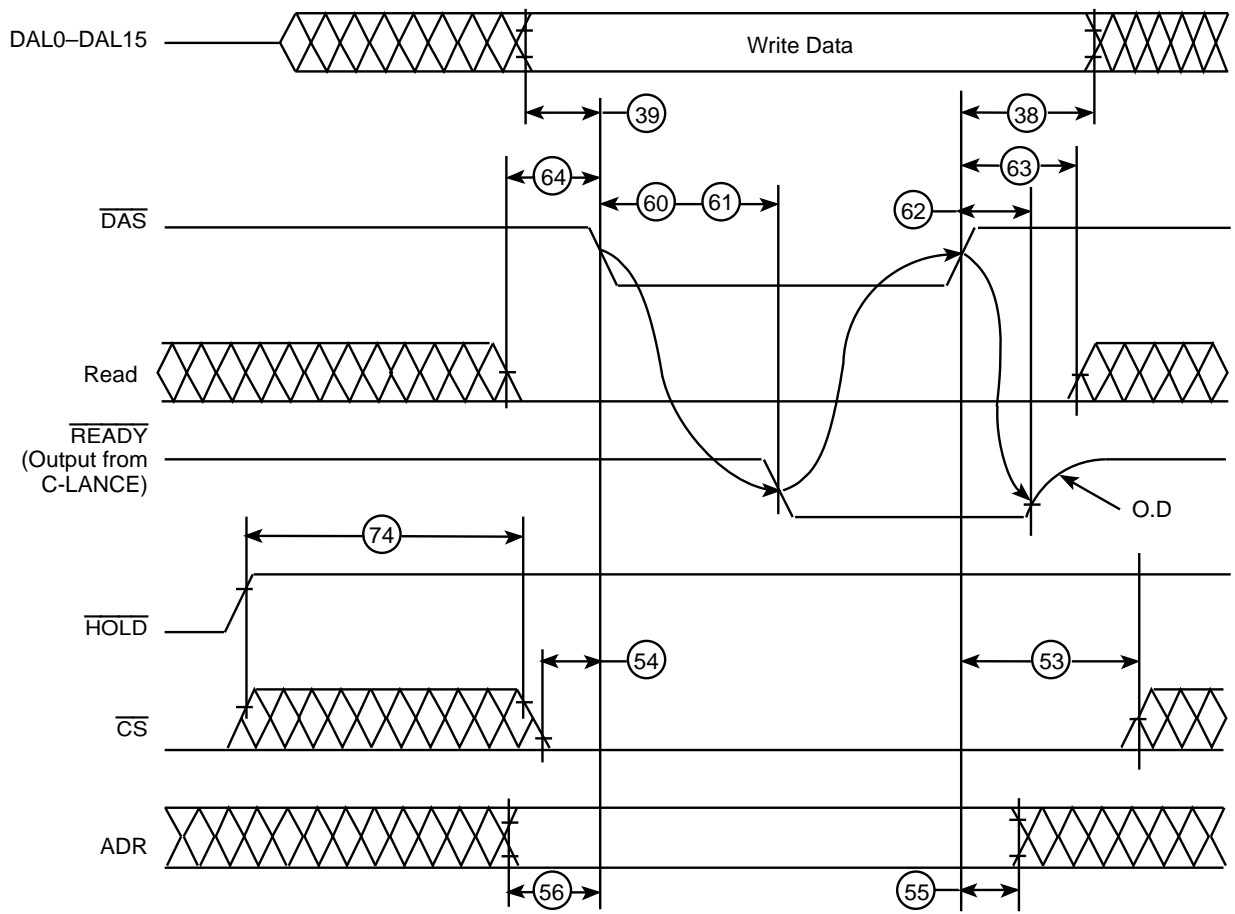 DAL0–DAL15
Write Data
39
38
64
63
60
61
62
DAS
Read
READY
(Output from
C-LANCE)
O.D
74
HOLD
54
53
CS
ADR
56
55